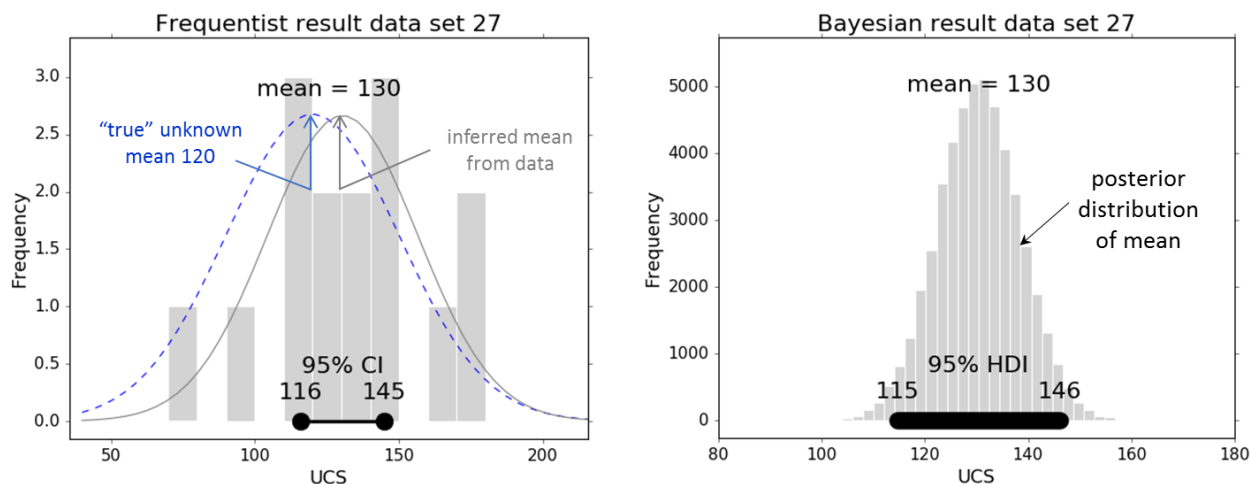 Frequentist result data set 27
mean = 130
“true” unknown
mean 120
inferred mean
from data
95% CI
116
145
Frequency
3.0
2.5
2.0
1.5
1.0
0.5
0.0
50
100
150
200
UCS
Bayesian result data set 27
mean = 130
posterior
distribution
of mean
95% HDI
115
146
Frequency
5000
4000
3000
2000
1000
0
80
100
120
140
160
180
UCS